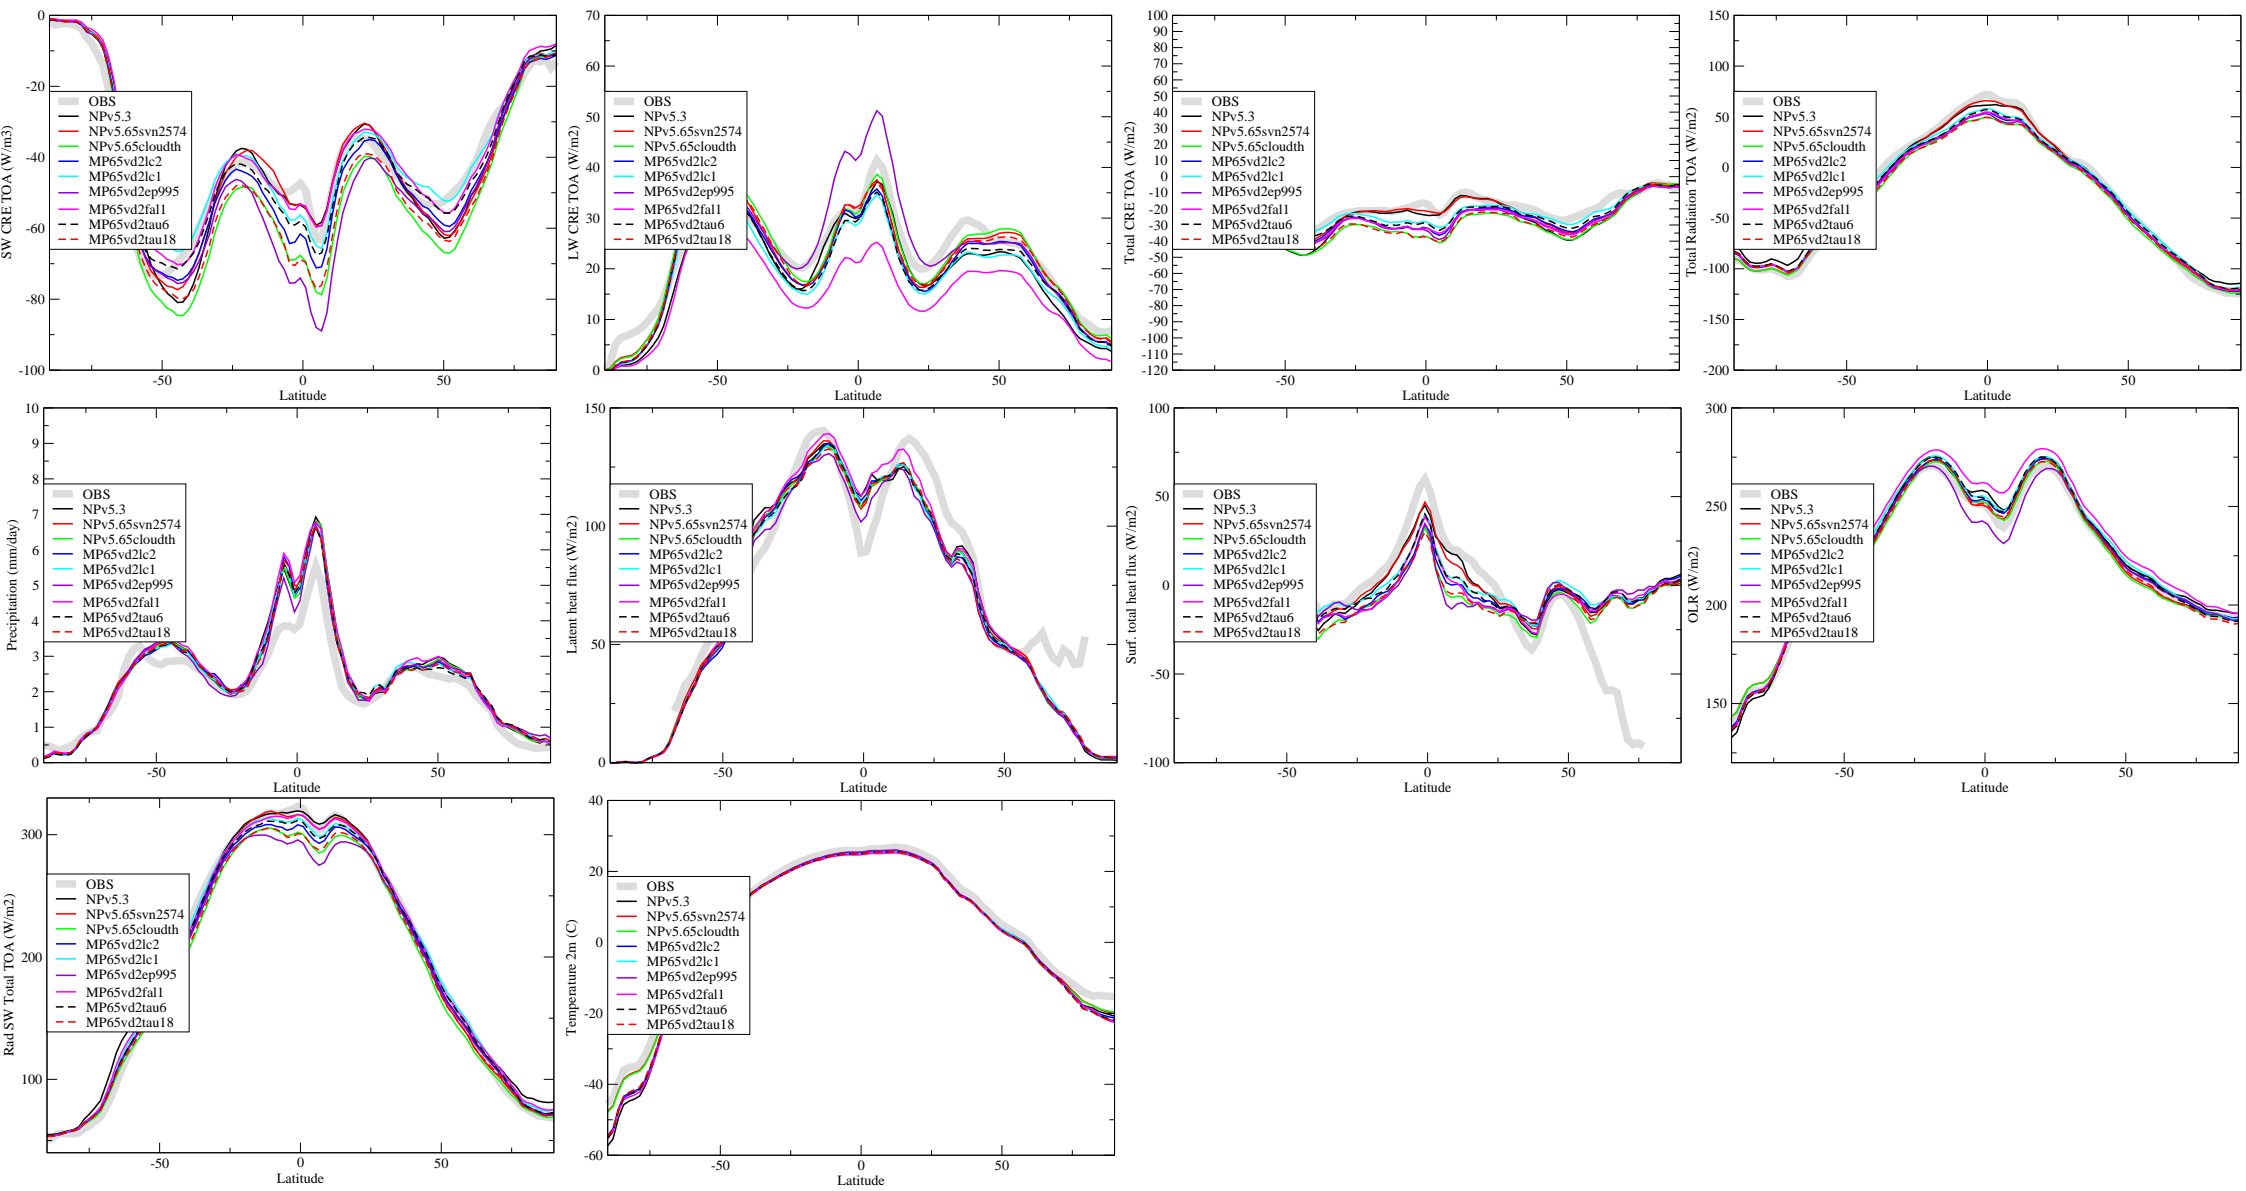 SW CRE TOA (W/m3)
0
-20
-40
-60
-80
-100
-50
0
50
Latitude
OBS
NPv5.3
NPv5.65svn2574
NPv5.65cloudth
MP65vd2lc2
MP65vd2lc1
MP65vd2ep995
MP65vd2fal1
MP65vd2tau6
MP65vd2tau18
LW CRE TOA (W/m2)
70
60
50
40
30
20
10
0
-50
0
50
Latitude
OBS
NPv5.3
NPv5.65svn2574
NPv5.65cloudth
MP65vd2lc2
MP65vd2lc1
MP65vd2ep995
MP65vd2fal1
MP65vd2tau6
MP65vd2tau18
Total CRE TOA (W/m2)
100
90
80
70
60
50
40
30
20
10
0
-10
-20
-30
-40
-50
-60
-70
-80
-90
-100
-110
-120
-50
0
50
Latitude
OBS
NPv5.3
NPv5.65svn2574
NPv5.65cloudth
MP65vd2lc2
MP65vd2lc1
MP65vd2ep995
MP65vd2fal1
MP65vd2tau6
MP65vd2tau18
Total Radiation TOA (W/m2)
150
100
50
0
-50
-100
-150
-200
-50
0
50
Latitude
OBS
NPv5.3
NPv5.65svn2574
NPv5.65cloudth
MP65vd2lc2
MP65vd2lc1
MP65vd2ep995
MP65vd2fal1
MP65vd2tau6
MP65vd2tau18
Precipitation (mm/day)
10
9
8
7
6
5
4
3
2
1
0
-50
0
50
Latitude
OBS
NPv5.3
NPv5.65svn2574
NPv5.65cloudth
MP65vd2lc2
MP65vd2lc1
MP65vd2ep995
MP65vd2fal1
MP65vd2tau6
MP65vd2tau18
Latent heat flux (W/m2)
150
100
50
0
-50
0
50
Latitude
OBS
NPv5.3
NPv5.65svn2574
NPv5.65cloudth
MP65vd2lc2
MP65vd2lc1
MP65vd2ep995
MP65vd2fal1
MP65vd2tau6
MP65vd2tau18
Surf. total heat flux (W/m2)
100
50
0
-50
-100
-50
0
50
Latitude
OBS
NPv5.3
NPv5.65svn2574
NPv5.65cloudth
MP65vd2lc2
MP65vd2lc1
MP65vd2ep995
MP65vd2fal1
MP65vd2tau6
MP65vd2tau18
OLR (W/m2)
300
250
200
150
-50
0
50
Latitude
OBS
NPv5.3
NPv5.65svn2574
NPv5.65cloudth
MP65vd2lc2
MP65vd2lc1
MP65vd2ep995
MP65vd2fal1
MP65vd2tau6
MP65vd2tau18
Rad SW Total TOA (W/m2)
300
200
100
-50
0
50
Latitude
OBS
NPv5.3
NPv5.65svn2574
NPv5.65cloudth
MP65vd2lc2
MP65vd2lc1
MP65vd2ep995
MP65vd2fal1
MP65vd2tau6
MP65vd2tau18
Temperature 2m (C)
40
20
0
-20
-40
-60
-50
0
50
Latitude
OBS
NPv5.3
NPv5.65svn2574
NPv5.65cloudth
MP65vd2lc2
MP65vd2lc1
MP65vd2ep995
MP65vd2fal1
MP65vd2tau6
MP65vd2tau18